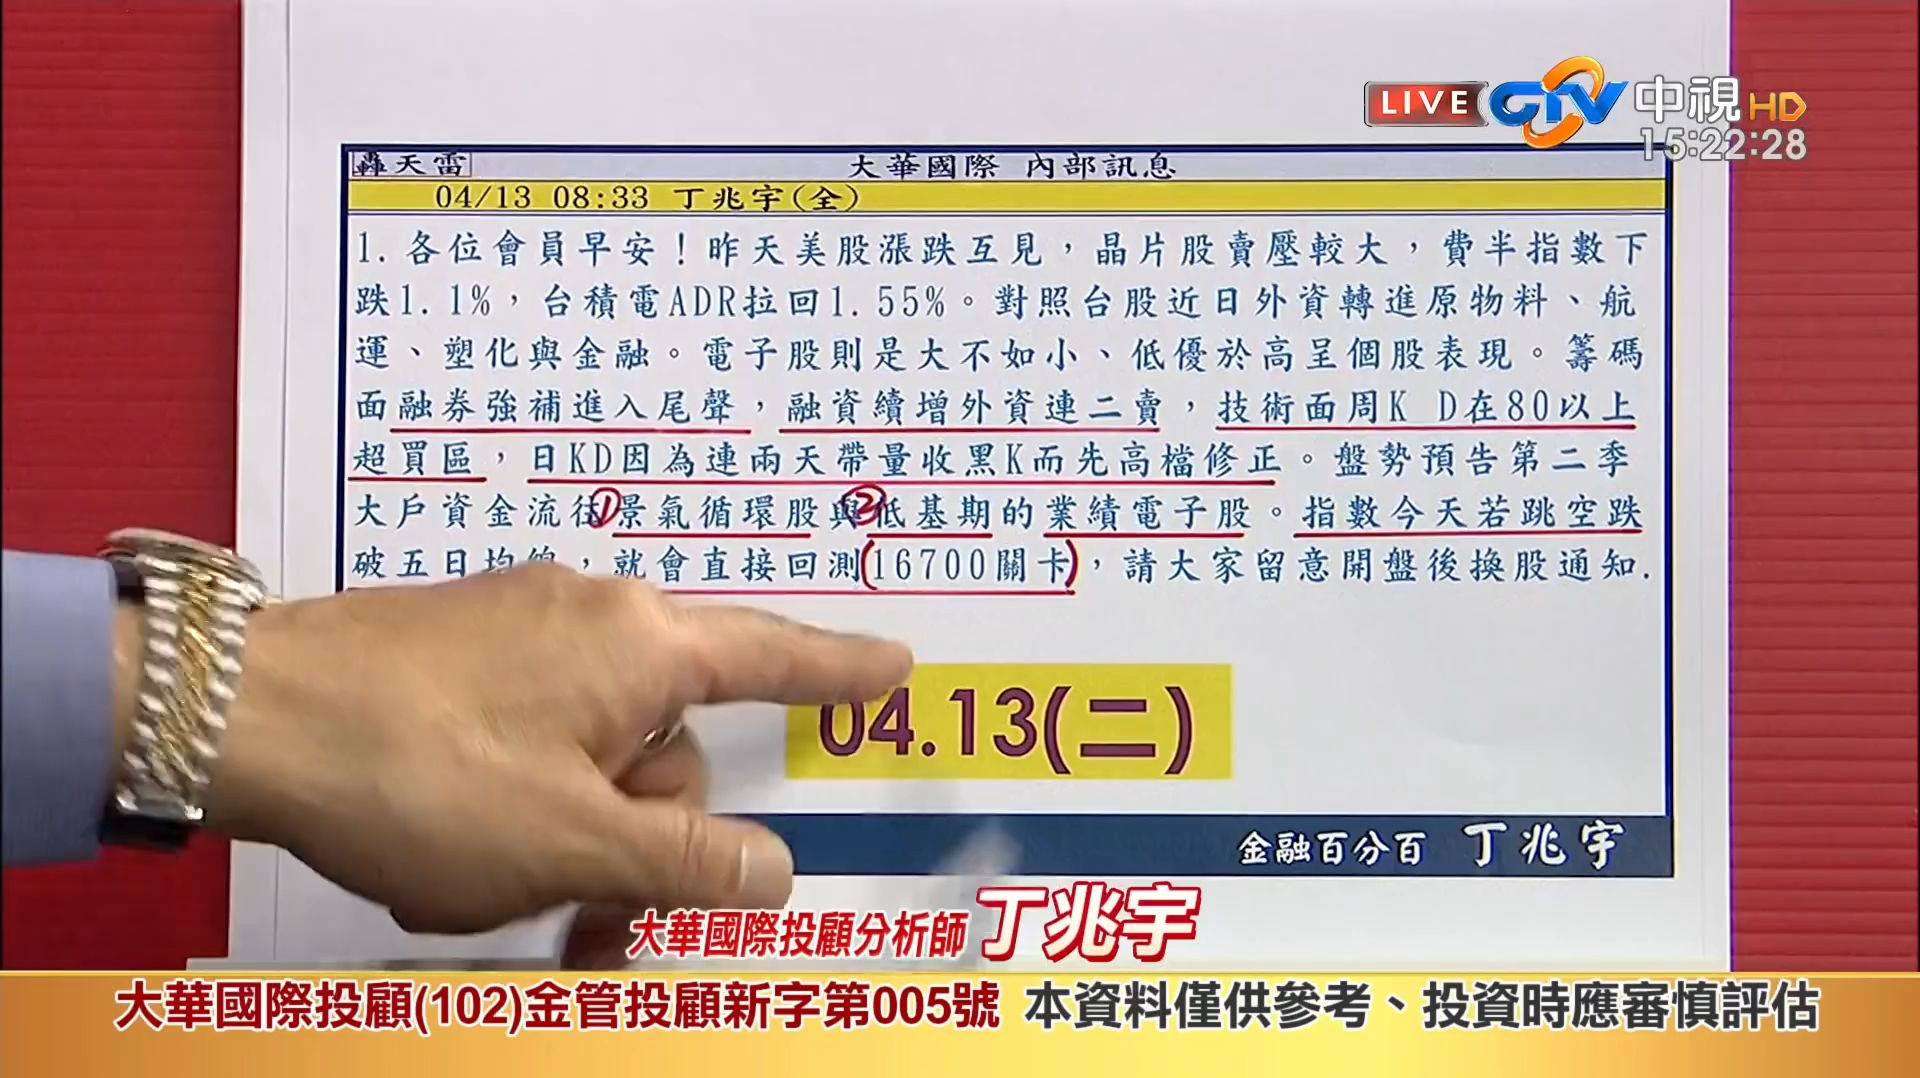 LIVE CTV 中視 HD
15:22:28
轟天雷 大華國際 內部訊息
04/13 08:33 丁兆宇(全)
1. 各位會員早安！昨天美股漲跌互見，晶片股賣壓較大，費半指數下
跌1.1%，台積電ADR拉回1.55%。對照台股近日外資轉進原物料、航
運、塑化與金融。電子股則是大不如小、低優於高呈個股表現。籌碼
面融券強補進入尾聲，融資續增外資連二賣，技術面周K D在80以上
超買區，日KD因為連兩天帶量收黑K而先高檔修正。盤勢預告第二季
大戶資金流往①景氣循環股與②低基期的業績電子股。指數今天若跳空跌
破五日均線，就會直接回測(16700關卡)，請大家留意開盤後換股通知.
04.13(二)
金融百分百 丁兆宇
大華國際投顧分析師 丁兆宇
大華國際投顧(102)金管投顧新字第005號 本資料僅供參考、投資時應審慎評估